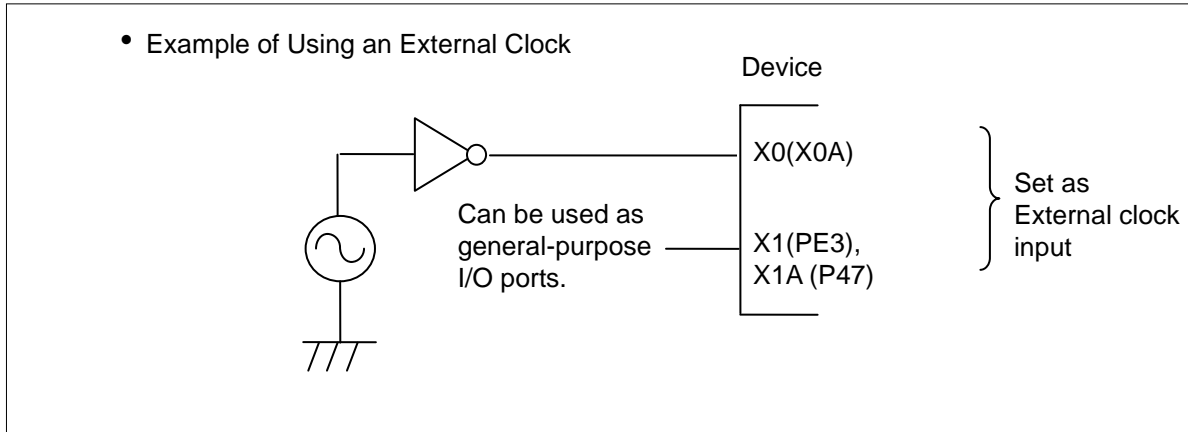 • Example of Using an External Clock
Device
X0(X0A)
Can be used as
general-purpose
I/O ports.
X1(PE3),
X1A (P47)
Set as
External clock
input